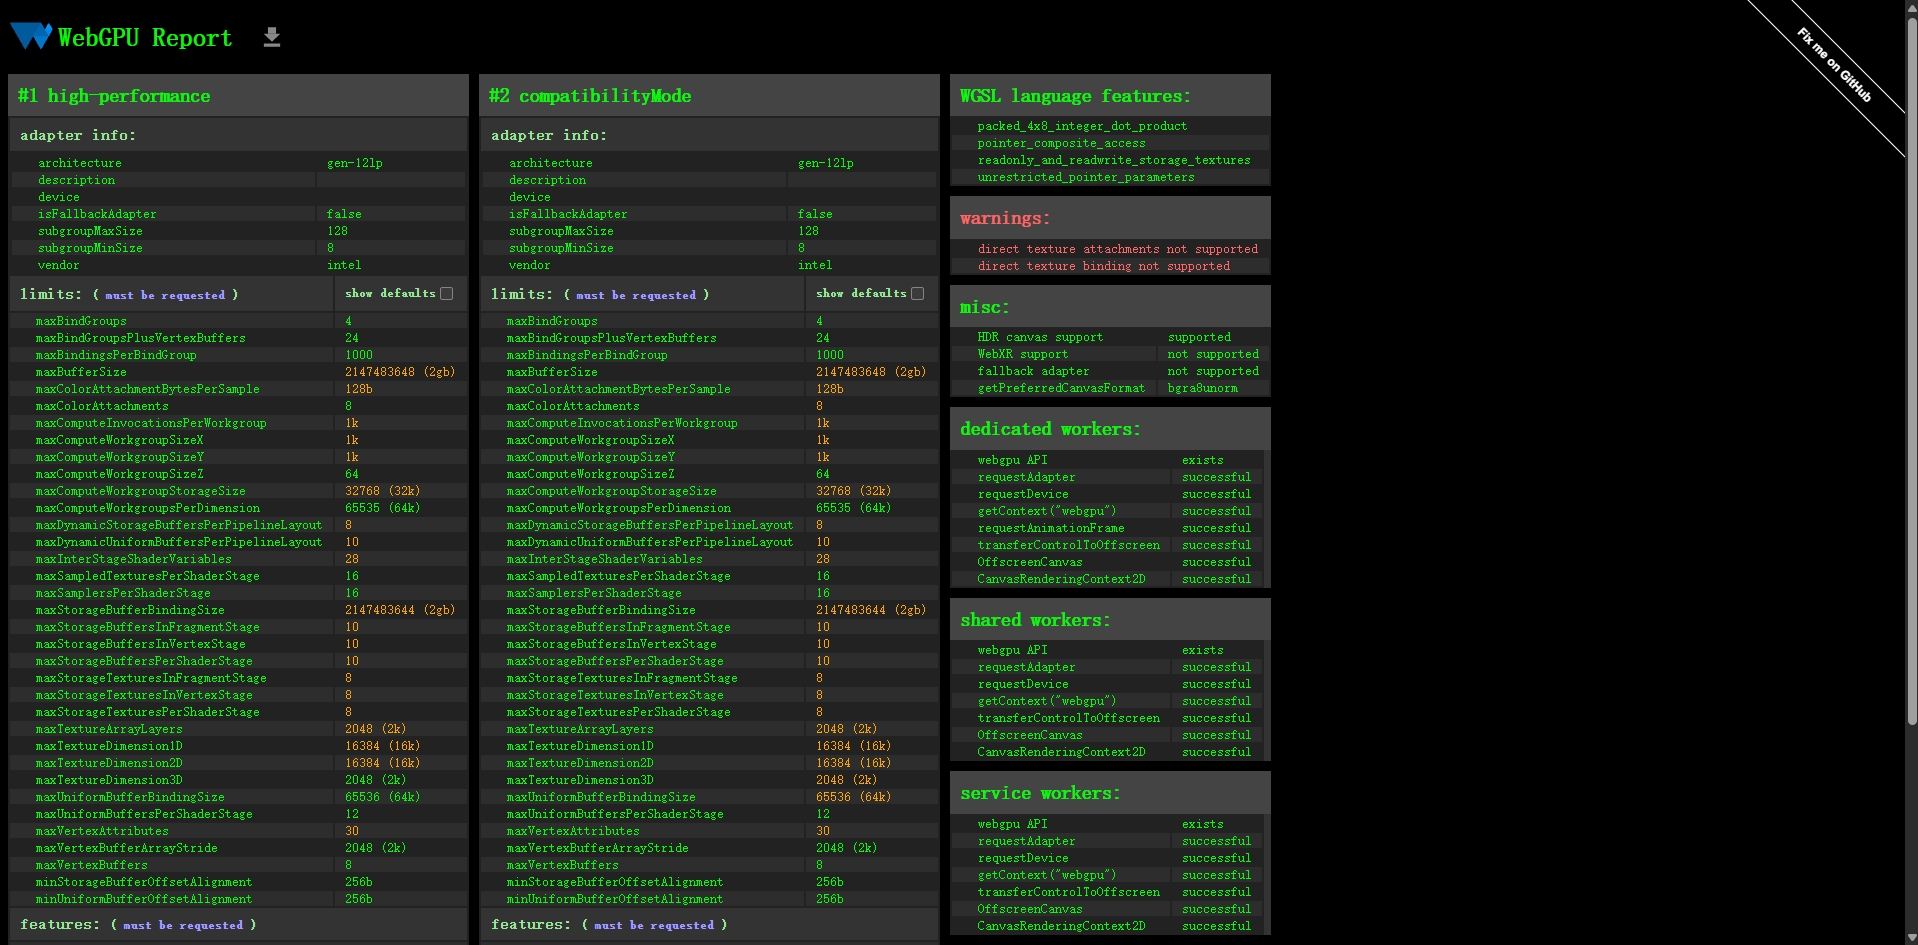 WebGPU Report
Fix me on GitHub
#1 high-performance
adapter info:
architecture gen-12lp
description
device
isFallbackAdapter false
subgroupMaxSize 128
subgroupMinSize 8
vendor intel
limits: ( must be requested ) show defaults
maxBindGroups 4
maxBindGroupsPlusVertexBuffers 24
maxBindingsPerBindGroup 1000
maxBufferSize 2147483648 (2gb)
maxColorAttachmentBytesPerSample 128b
maxColorAttachments 8
maxComputeInvocationsPerWorkgroup 1k
maxComputeWorkgroupSizeX 1k
maxComputeWorkgroupSizeY 1k
maxComputeWorkgroupSizeZ 64
maxComputeWorkgroupStorageSize 32768 (32k)
maxComputeWorkgroupsPerDimension 65535 (64k)
maxDynamicStorageBuffersPerPipelineLayout 8
maxDynamicUniformBuffersPerPipelineLayout 10
maxInterStageShaderVariables 28
maxSampledTexturesPerShaderStage 16
maxSamplersPerShaderStage 16
maxStorageBufferBindingSize 2147483644 (2gb)
maxStorageBuffersInFragmentStage 10
maxStorageBuffersInVertexStage 10
maxStorageBuffersPerShaderStage 10
maxStorageTexturesInFragmentStage 8
maxStorageTexturesInVertexStage 8
maxStorageTexturesPerShaderStage 8
maxTextureArrayLayers 2048 (2k)
maxTextureDimension1D 16384 (16k)
maxTextureDimension2D 16384 (16k)
maxTextureDimension3D 2048 (2k)
maxUniformBufferBindingSize 65536 (64k)
maxUniformBuffersPerShaderStage 12
maxVertexAttributes 30
maxVertexBufferArrayStride 2048 (2k)
maxVertexBuffers 8
minStorageBufferOffsetAlignment 256b
minUniformBufferOffsetAlignment 256b
features: ( must be requested )
#2 compatibilityMode
adapter info:
architecture gen-12lp
description
device
isFallbackAdapter false
subgroupMaxSize 128
subgroupMinSize 8
vendor intel
limits: ( must be requested ) show defaults
maxBindGroups 4
maxBindGroupsPlusVertexBuffers 24
maxBindingsPerBindGroup 1000
maxBufferSize 2147483648 (2gb)
maxColorAttachmentBytesPerSample 128b
maxColorAttachments 8
maxComputeInvocationsPerWorkgroup 1k
maxComputeWorkgroupSizeX 1k
maxComputeWorkgroupSizeY 1k
maxComputeWorkgroupSizeZ 64
maxComputeWorkgroupStorageSize 32768 (32k)
maxComputeWorkgroupsPerDimension 65535 (64k)
maxDynamicStorageBuffersPerPipelineLayout 8
maxDynamicUniformBuffersPerPipelineLayout 10
maxInterStageShaderVariables 28
maxSampledTexturesPerShaderStage 16
maxSamplersPerShaderStage 16
maxStorageBufferBindingSize 2147483644 (2gb)
maxStorageBuffersInFragmentStage 10
maxStorageBuffersInVertexStage 10
maxStorageBuffersPerShaderStage 10
maxStorageTexturesInFragmentStage 8
maxStorageTexturesInVertexStage 8
maxStorageTexturesPerShaderStage 8
maxTextureArrayLayers 2048 (2k)
maxTextureDimension1D 16384 (16k)
maxTextureDimension2D 16384 (16k)
maxTextureDimension3D 2048 (2k)
maxUniformBufferBindingSize 65536 (64k)
maxUniformBuffersPerShaderStage 12
maxVertexAttributes 30
maxVertexBufferArrayStride 2048 (2k)
maxVertexBuffers 8
minStorageBufferOffsetAlignment 256b
minUniformBufferOffsetAlignment 256b
features: ( must be requested )
WGSL language features:
packed_4x8_integer_dot_product
pointer_composite_access
readonly_and_readwrite_storage_textures
unrestricted_pointer_parameters
warnings:
direct texture attachments not supported
direct texture binding not supported
misc:
HDR canvas support supported
WebXR support not supported
fallback adapter not supported
getPreferredCanvasFormat bgra8unorm
dedicated workers:
webgpu API exists
requestAdapter successful
requestDevice successful
getContext("webgpu") successful
requestAnimationFrame successful
transferControlToOffscreen successful
OffscreenCanvas successful
CanvasRenderingContext2D successful
shared workers:
webgpu API exists
requestAdapter successful
requestDevice successful
getContext("webgpu") successful
transferControlToOffscreen successful
OffscreenCanvas successful
CanvasRenderingContext2D successful
service workers:
webgpu API exists
requestAdapter successful
requestDevice successful
getContext("webgpu") successful
transferControlToOffscreen successful
OffscreenCanvas successful
CanvasRenderingContext2D successful